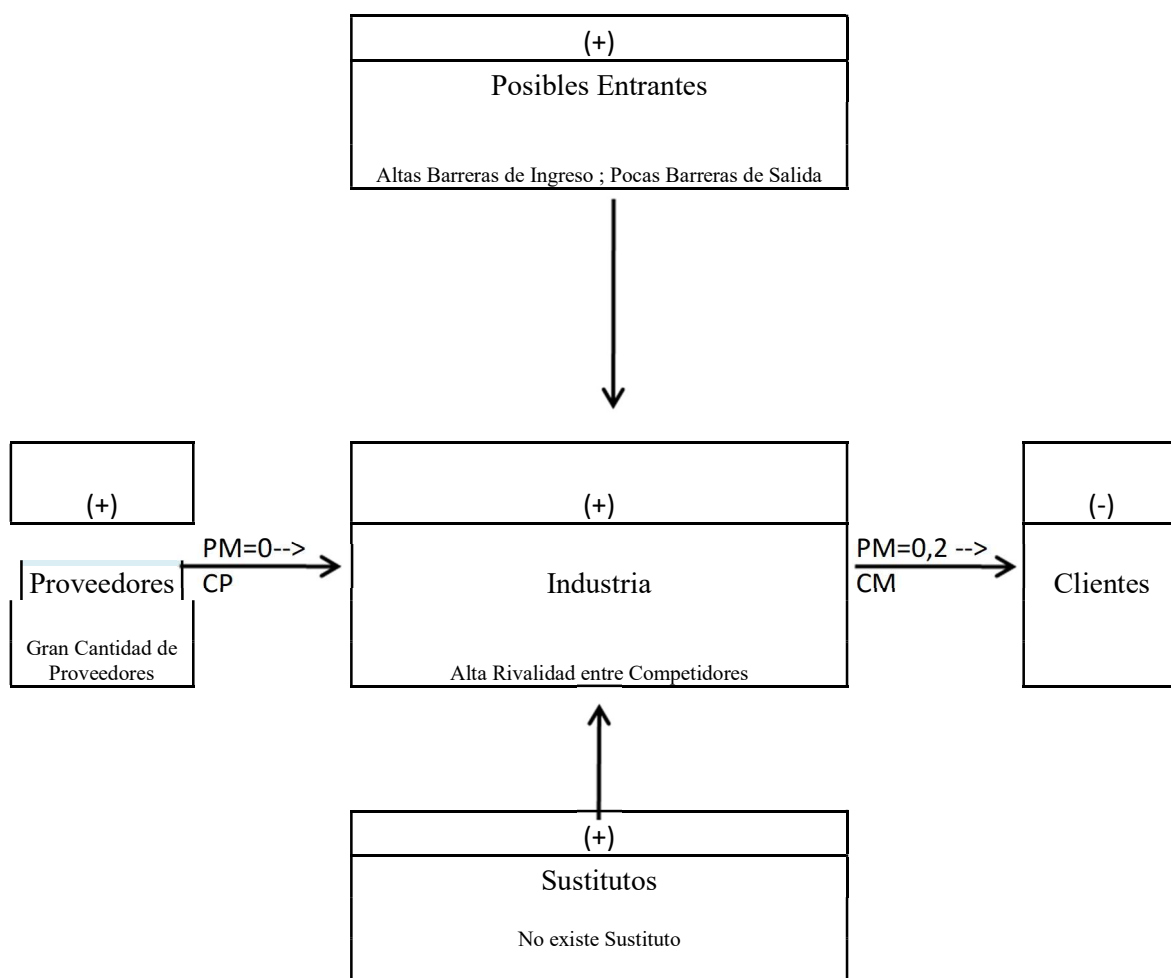 (+)
Posibles Entrantes
Altas Barreras de Ingreso ; Pocas Barreras de Salida
(+)
Proveedores
Gran Cantidad de
Proveedores
PM=0-->
CP
(+)
Industria
Alta Rivalidad entre Competidores
PM=0,2 -->
CM
(-)
Clientes
(+)
Sustitutos
No existe Sustituto